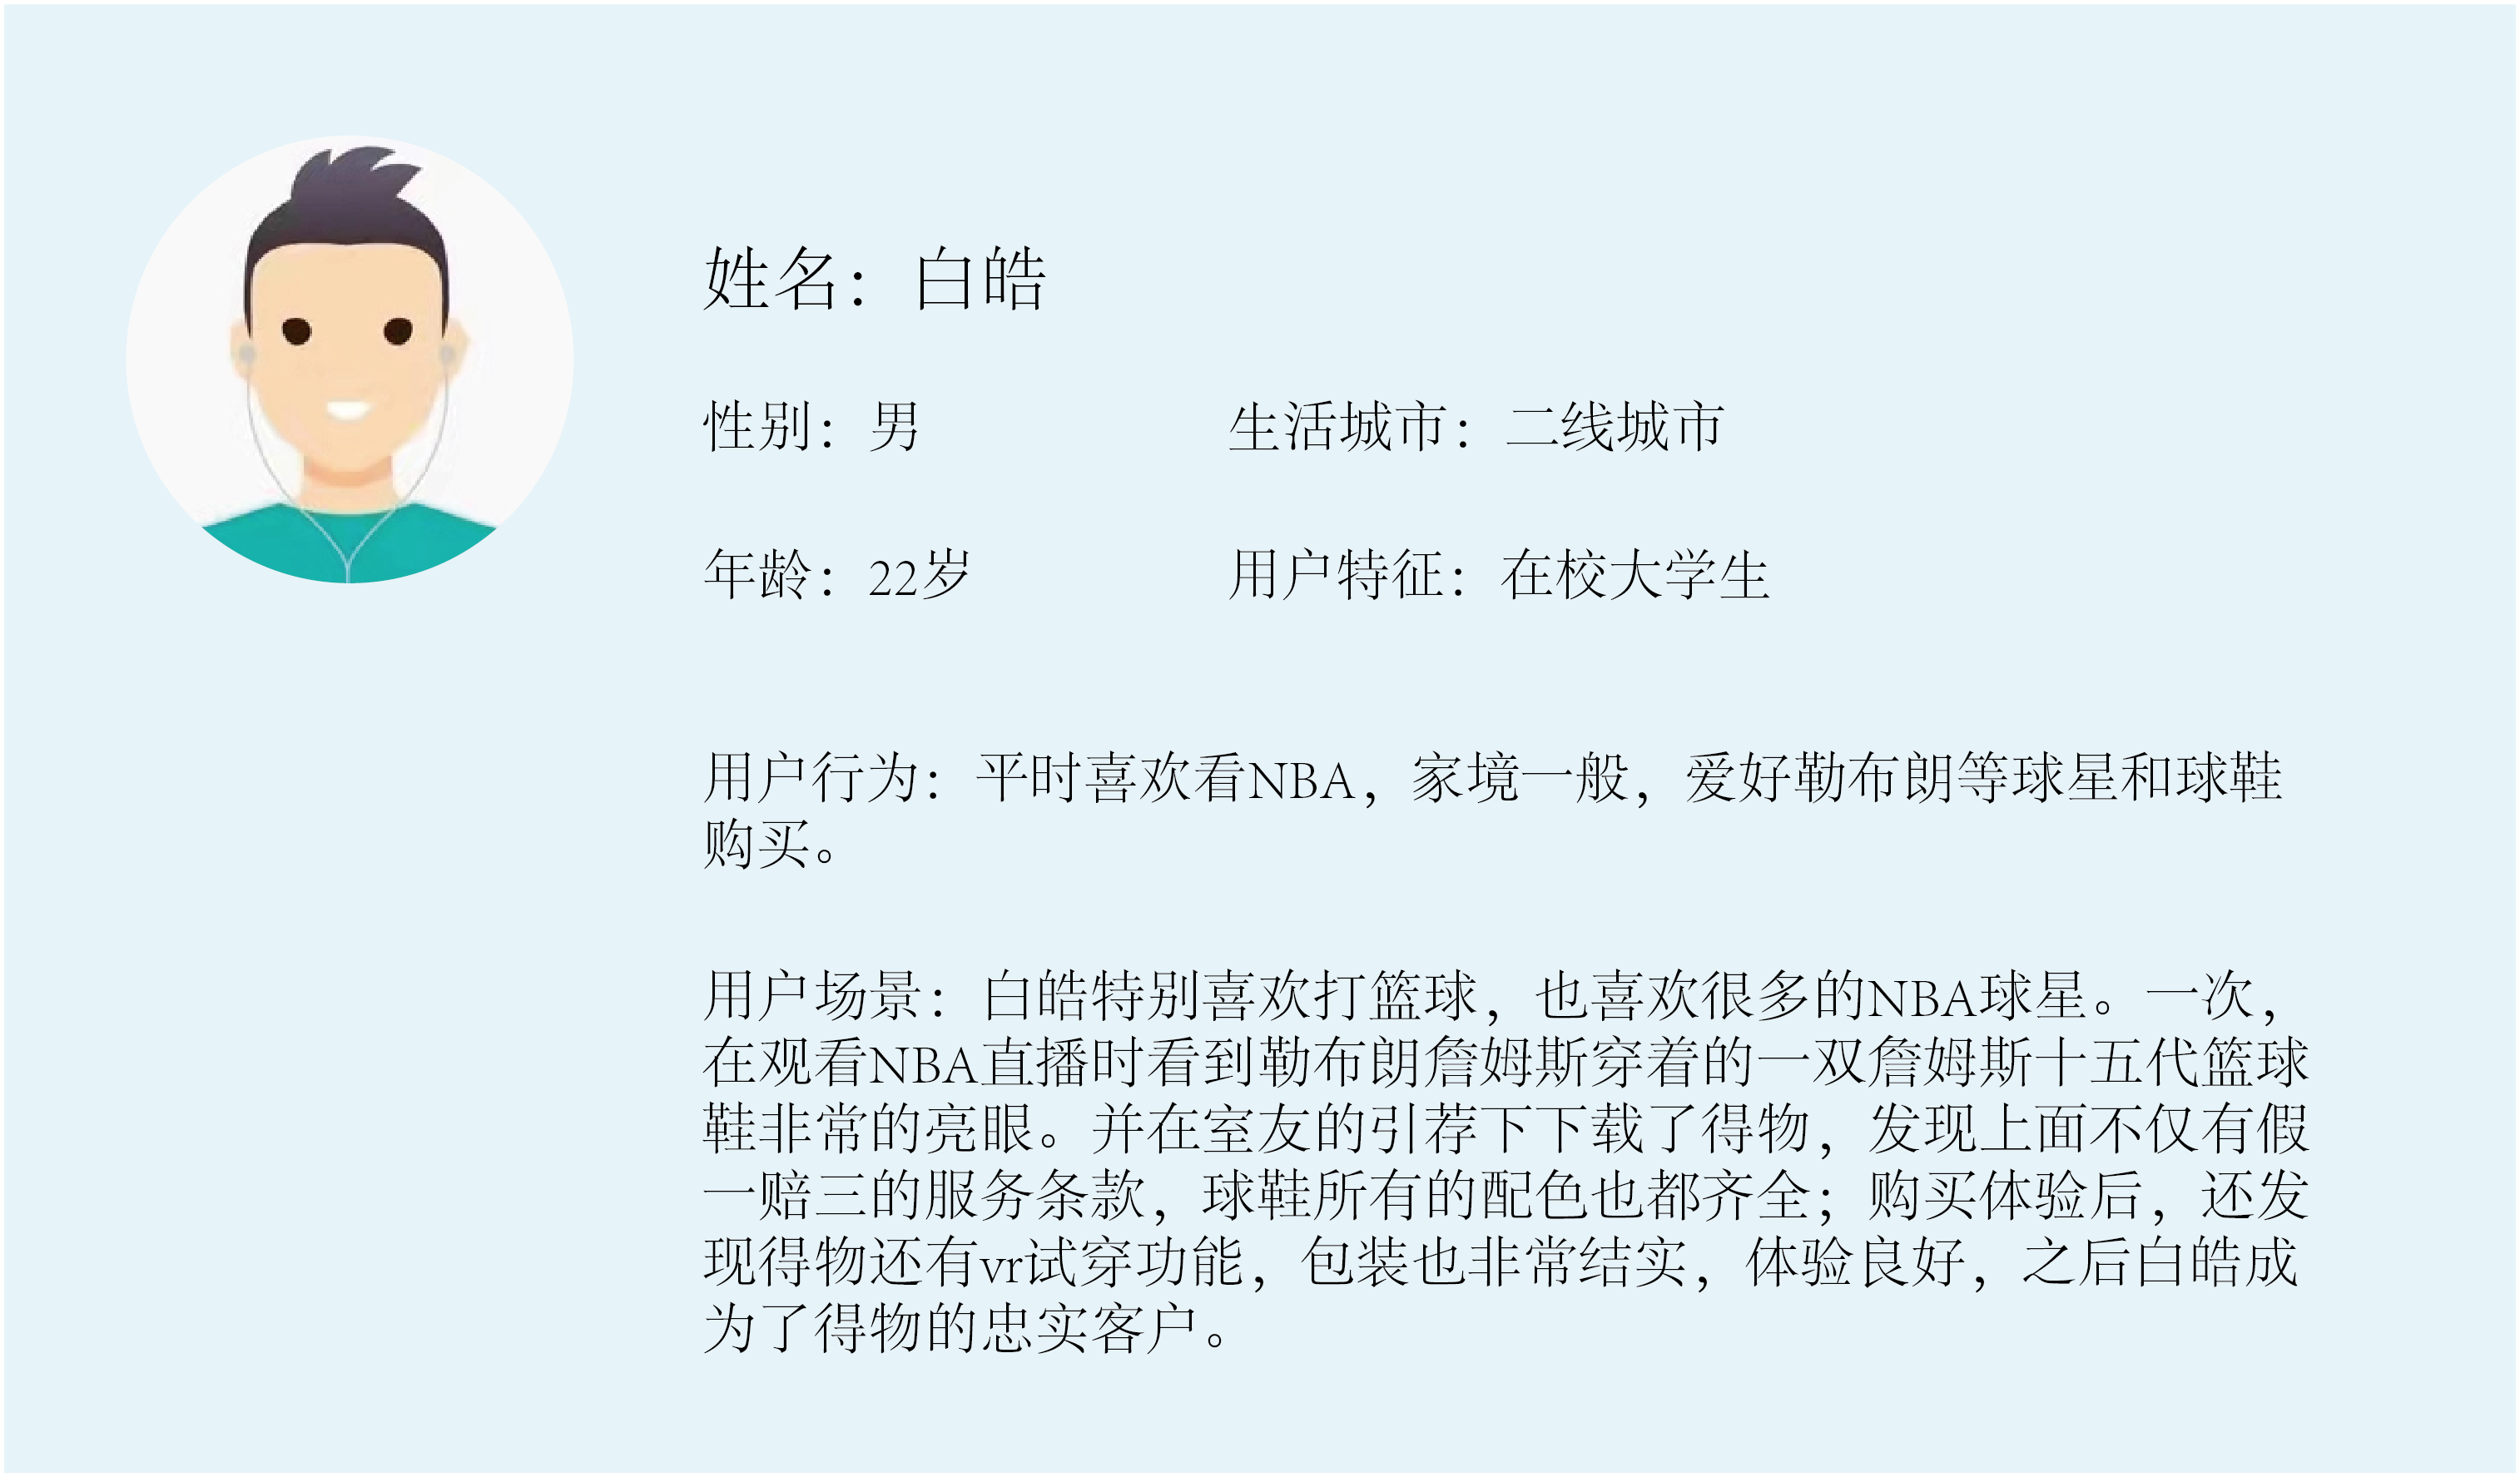 姓名：白皓
性别：男 生活城市：二线城市
年龄：22岁 用户特征：在校大学生
用户行为：平时喜欢看NBA，家境一般，爱好勒布朗等球星和球鞋
购买。
用户场景：白皓特别喜欢打篮球，也喜欢很多的NBA球星。一次，
在观看NBA直播时看到勒布朗詹姆斯穿着的一双詹姆斯十五代篮球
鞋非常的亮眼。并在室友的引荐下下载了得物，发现上面不仅有假
一赔三的服务条款，球鞋所有的配色也都齐全；购买体验后，还发
现得物还有vr试穿功能，包装也非常结实，体验良好，之后白皓成
为了得物的忠实客户。